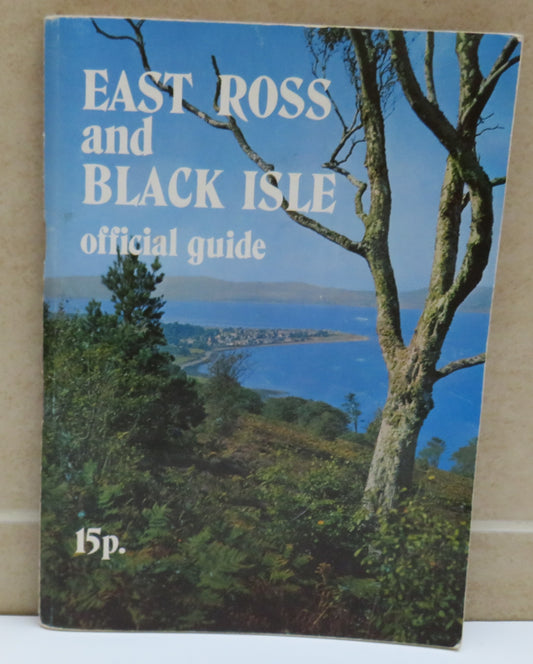 EAST ROSS
and
BLACK ISLE
official guide
15p.